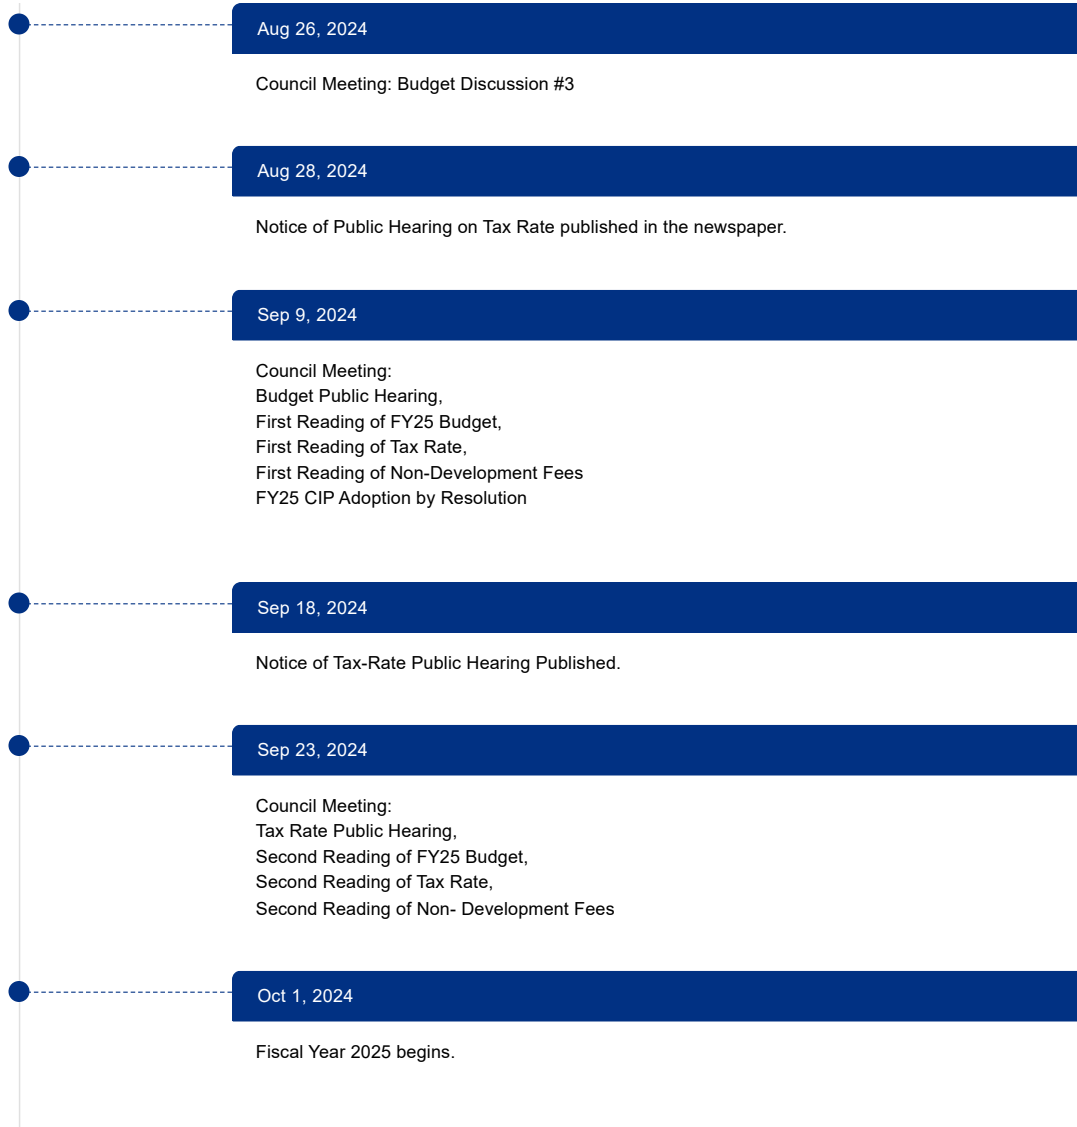 Aug 26, 2024
Council Meeting: Budget Discussion #3
Aug 28, 2024
Notice of Public Hearing on Tax Rate published in the newspaper.
Sep 9, 2024
Council Meeting:
Budget Public Hearing,
First Reading of FY25 Budget,
First Reading of Tax Rate,
First Reading of Non-Development Fees
FY25 CIP Adoption by Resolution
Sep 18, 2024
Notice of Tax-Rate Public Hearing Published.
Sep 23, 2024
Council Meeting:
Tax Rate Public Hearing,
Second Reading of FY25 Budget,
Second Reading of Tax Rate,
Second Reading of Non- Development Fees
Oct 1, 2024
Fiscal Year 2025 begins.